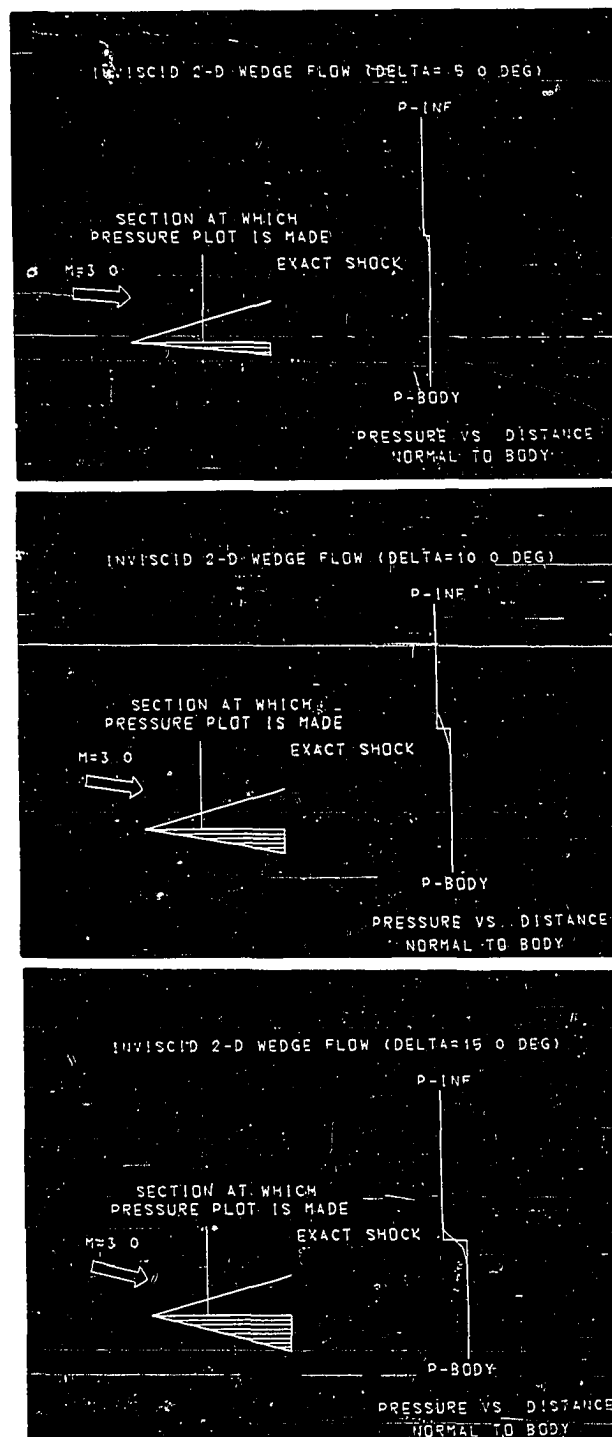 INVISCID 2-D WEDGE FLOW (DELTA= 5 0 DEG)
P-INF
SECTION AT WHICH
PRESSURE PLOT IS MADE
EXACT SHOCK
M=3 0
P-BODY
PRESSURE VS. DISTANCE
NORMAL TO BODY
INVISCID 2-D WEDGE FLOW (DELTA=10 0 DEG)
P-INF
SECTION AT WHICH
PRESSURE PLOT IS MADE
EXACT SHOCK
M=3 0
P-BODY
PRESSURE VS. DISTANCE
NORMAL TO BODY
INVISCID 2-D WEDGE FLOW (DELTA=15 0 DEG)
P-INF
SECTION AT WHICH
PRESSURE PLOT IS MADE
EXACT SHOCK
M=3 0
P-BODY
PRESSURE VS. DISTANCE
NORMAL TO BODY